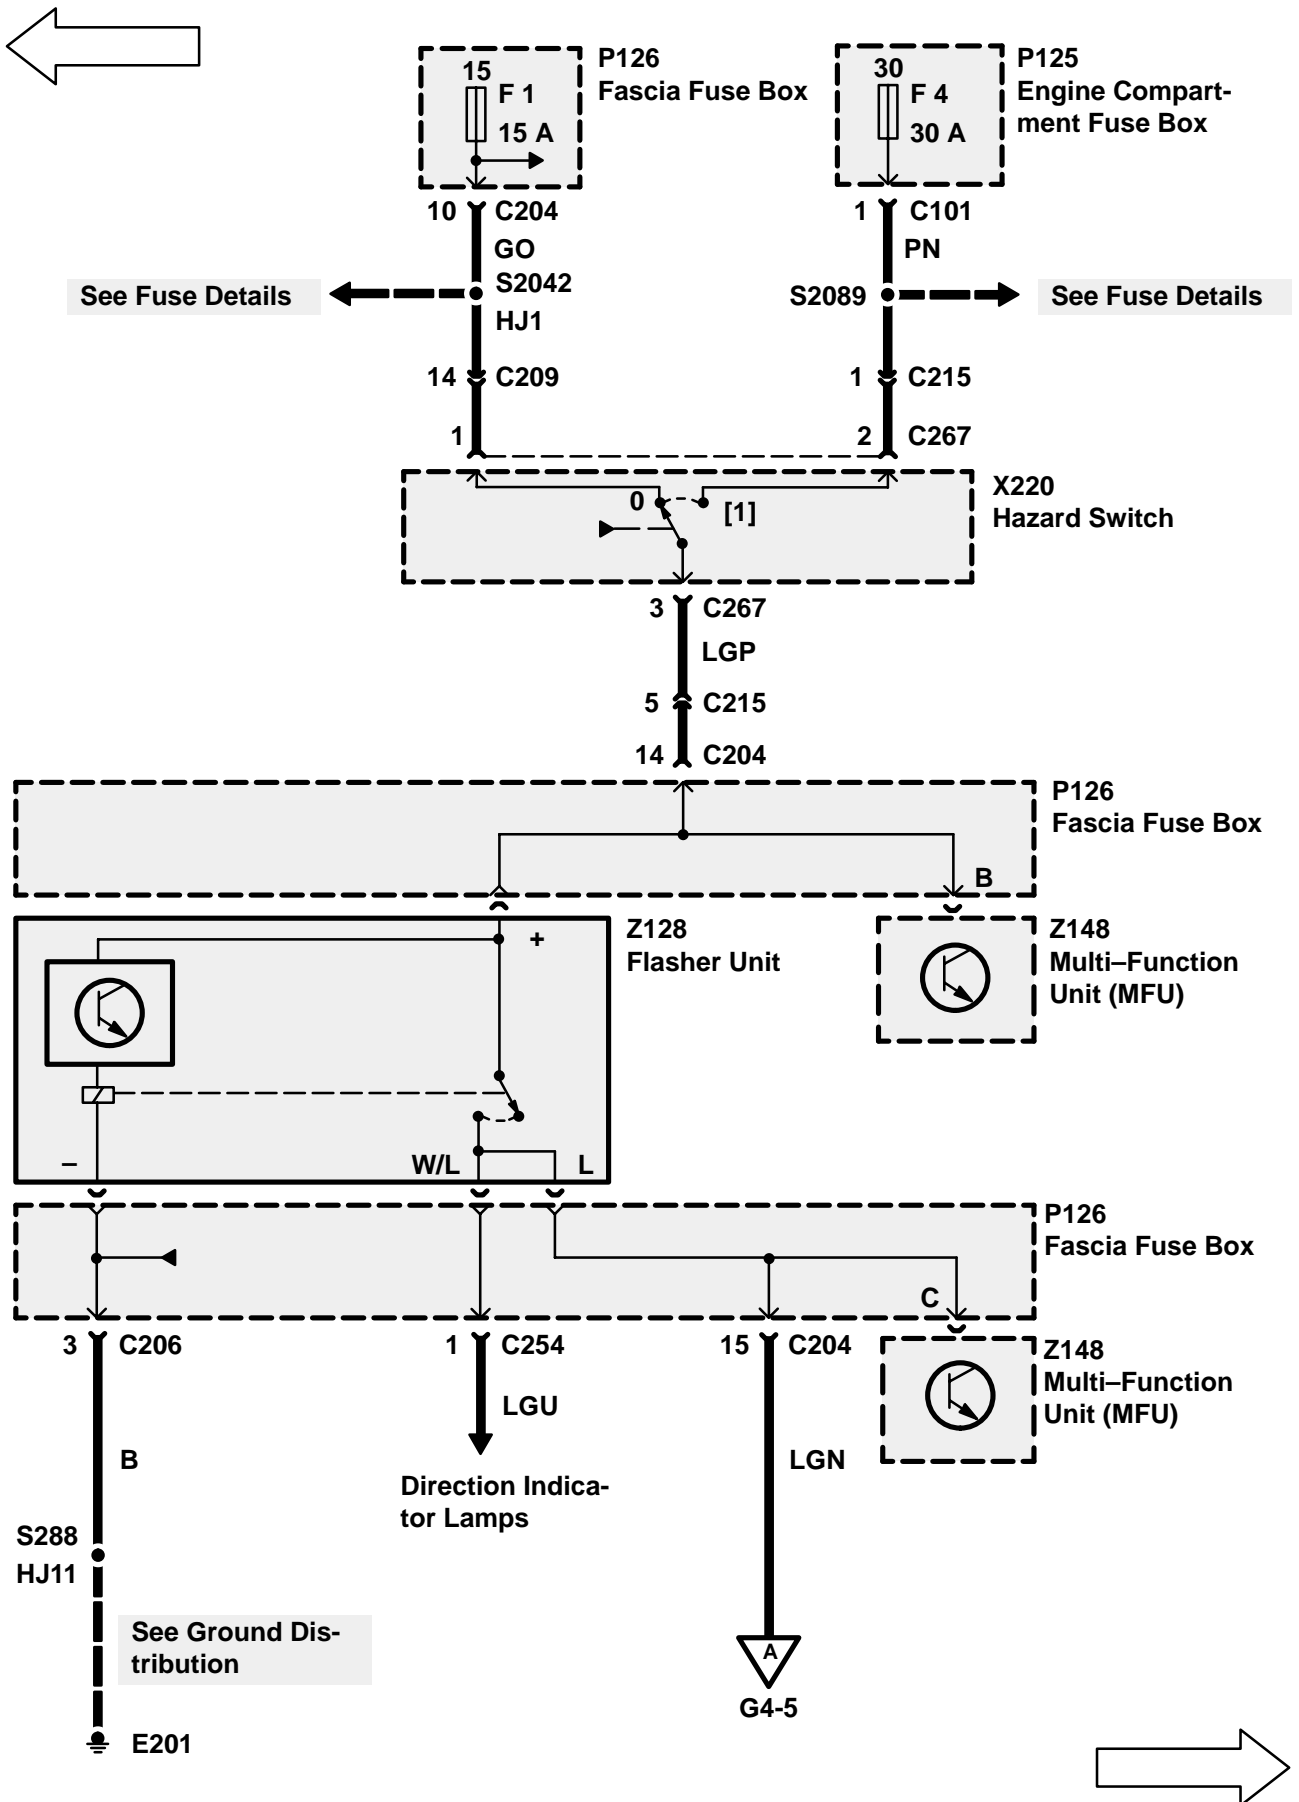 P126
Fascia Fuse Box
15
F 1
15 A
P125
Engine Compart-
ment Fuse Box
30
F 4
30 A
10 C204
GO
1 C101
PN
See Fuse Details
S2042
HJ1
S2089
See Fuse Details
14 C209
1 C215
1
2 C267
0
[1]
X220
Hazard Switch
3 C267
LGP
5 C215
14 C204
P126
Fascia Fuse Box
B
+
Z128
Flasher Unit
Z148
Multi–Function
Unit (MFU)
–
W/L
L
P126
Fascia Fuse Box
C
3 C206
1 C254
15 C204
Z148
Multi–Function
Unit (MFU)
LGU
B
LGN
Direction Indica-
tor Lamps
S288
HJ11
See Ground Dis-
tribution
A
G4-5
E201